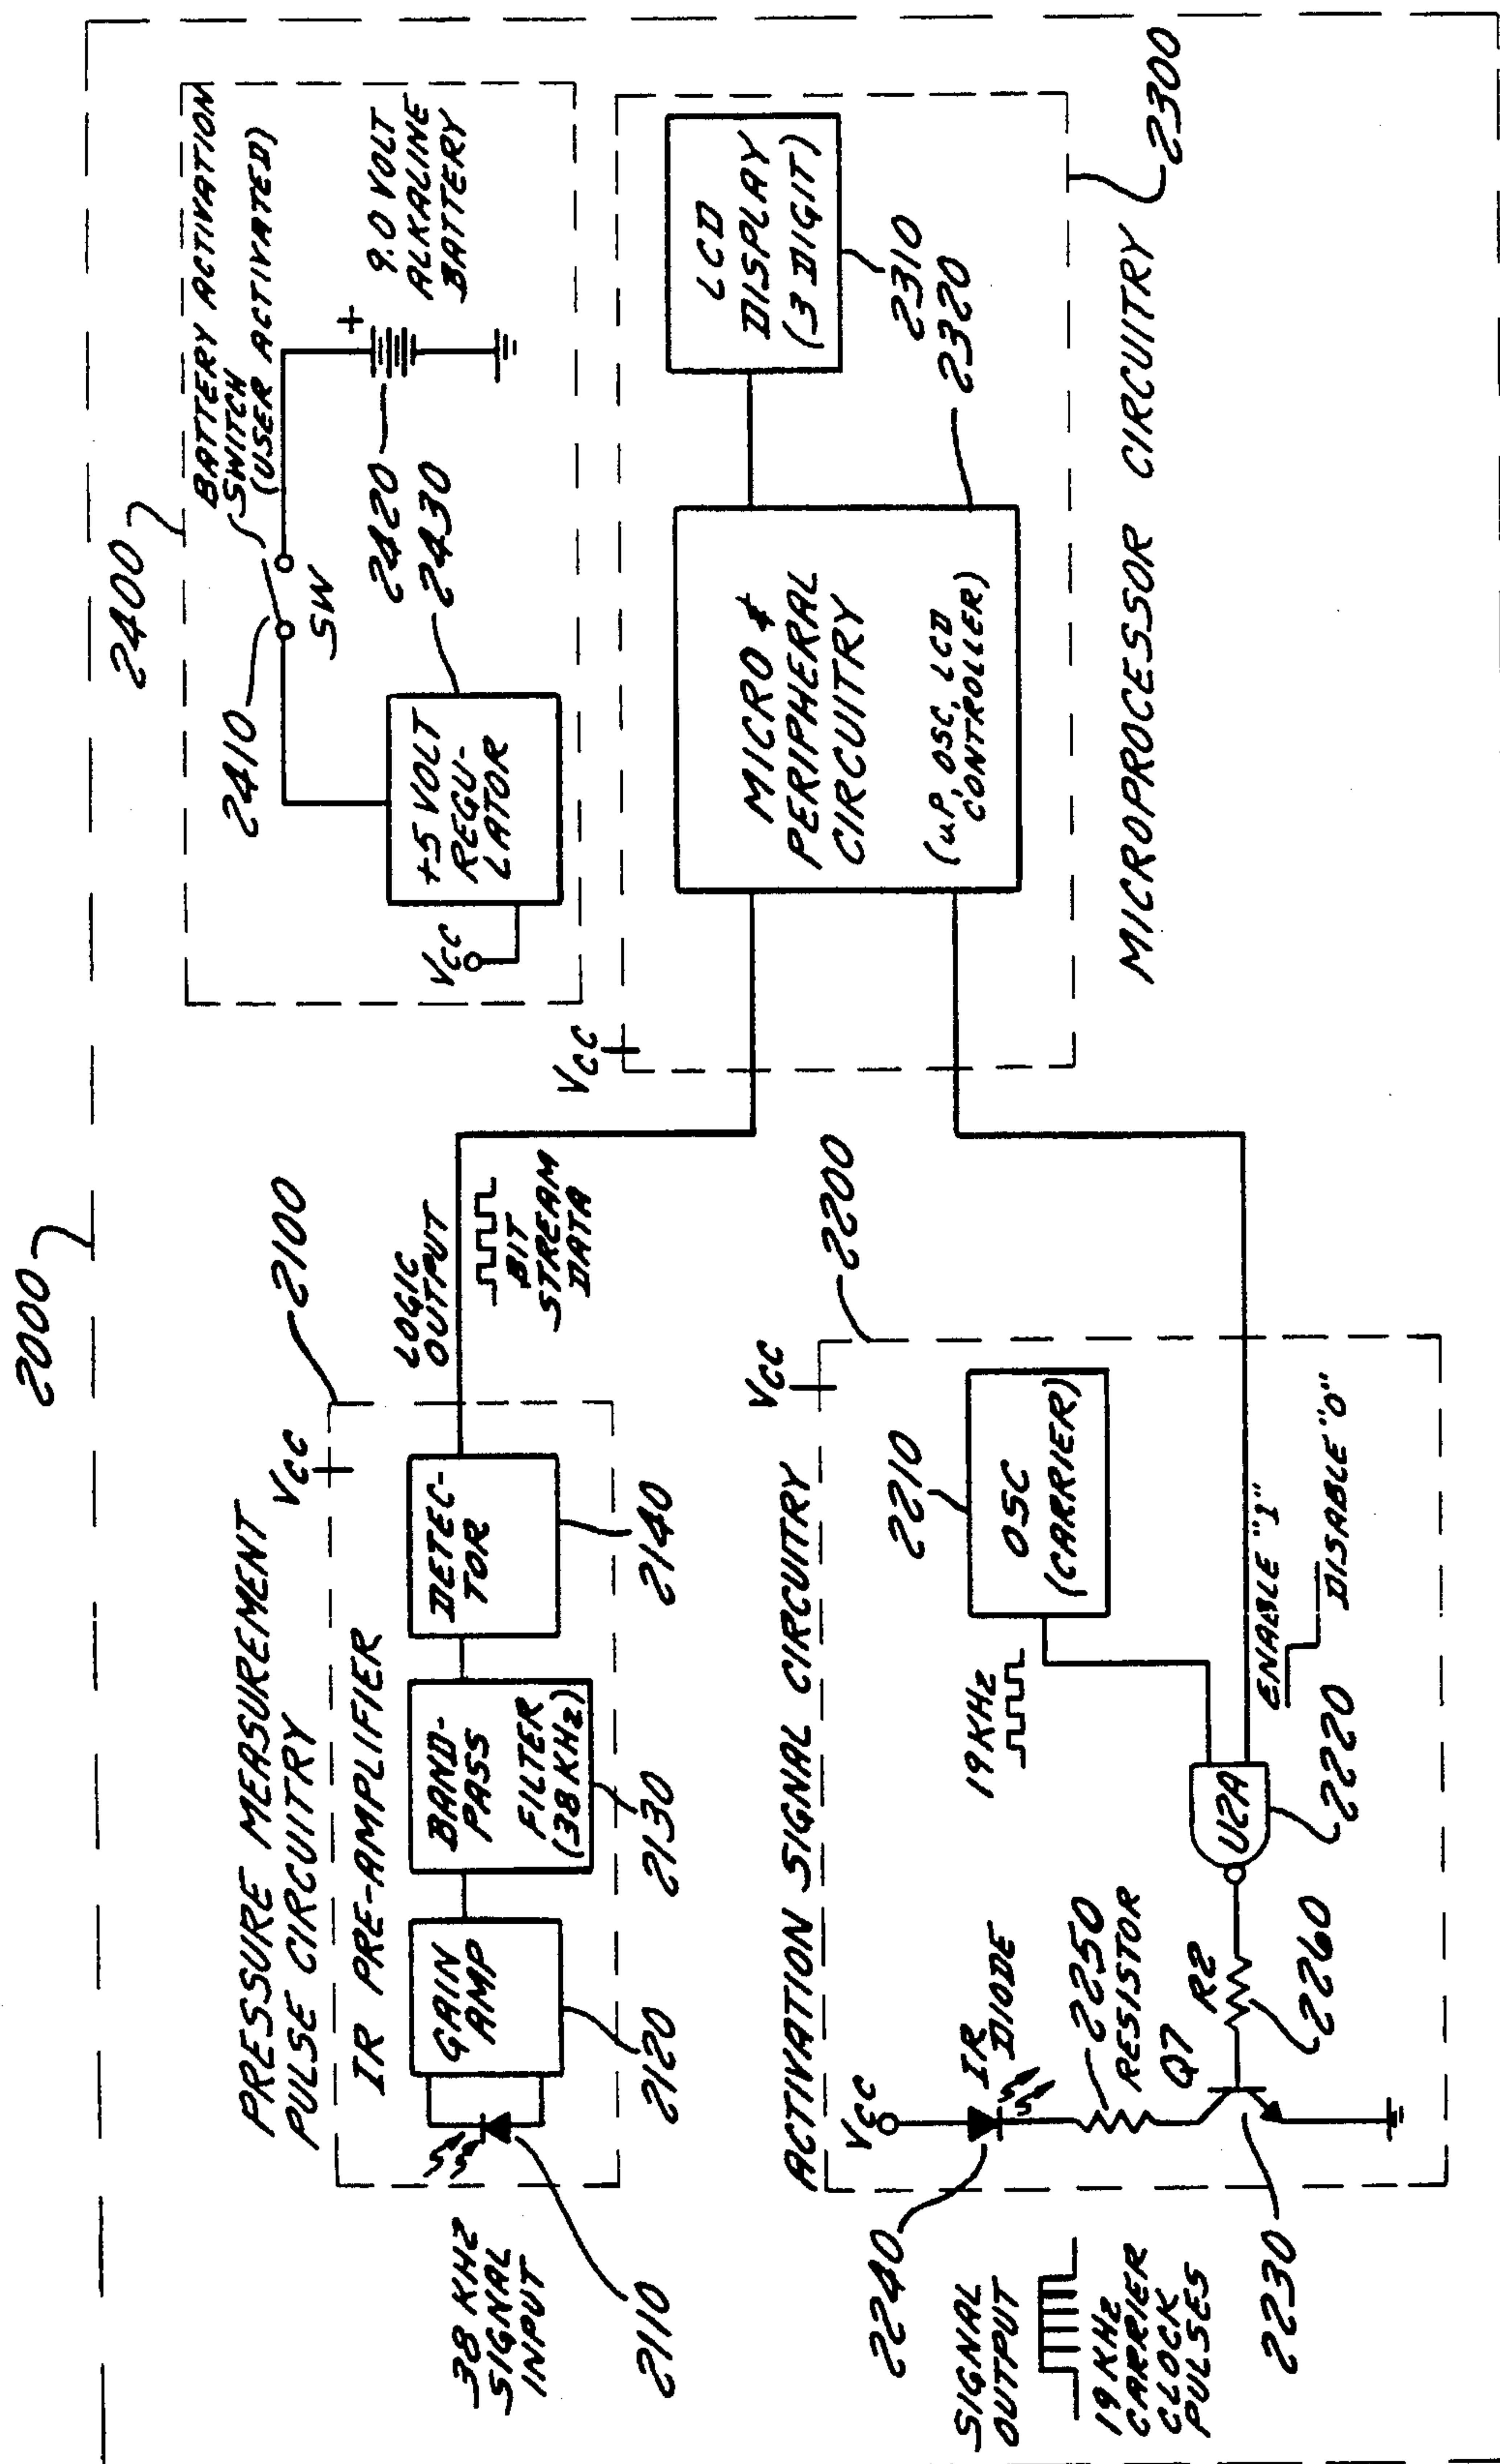 2000
PRESSURE MEASUREMENT
PULSE CIRCUITRY
VCC
2100
IR PRE-AMPLIFIER
38 KHZ
SIGNAL
INPUT
2110
GAIN
AMP
2120
BAND-
PASS
FILTER
(38 KHz)
2130
DETEC-
TOR
2140
LOGIC
OUTPUT
BIT
STREAM
DATA
2400
BATTERY ACTIVATION
SWITCH
(USER ACTIVATED)
2410
SW
+
9.0 VOLT
ALKALINE
BATTERY
2420
2430
+5 VOLT
REGU-
LATOR
VCC
VCC
MICRO &
PERIPHERAL
CIRCUITRY
(uP, OSC, LCD
CONTROLLER)
LCD
DISPLAY
(3 DIGIT)
2310
2320
MICROPROCESSOR CIRCUITRY
2300
ACTIVATION SIGNAL CIRCUITRY
VCC
2200
2210
OSC
(CARRIER)
19 KHz
ENABLE "1"
DISABLE "0"
U2A
2220
R2
2260
Q7
2250
RESISTOR
IR
DIODE
VCC
2240
SIGNAL
OUTPUT
19 KHz
CARRIER
CLOCK
PULSES
2230